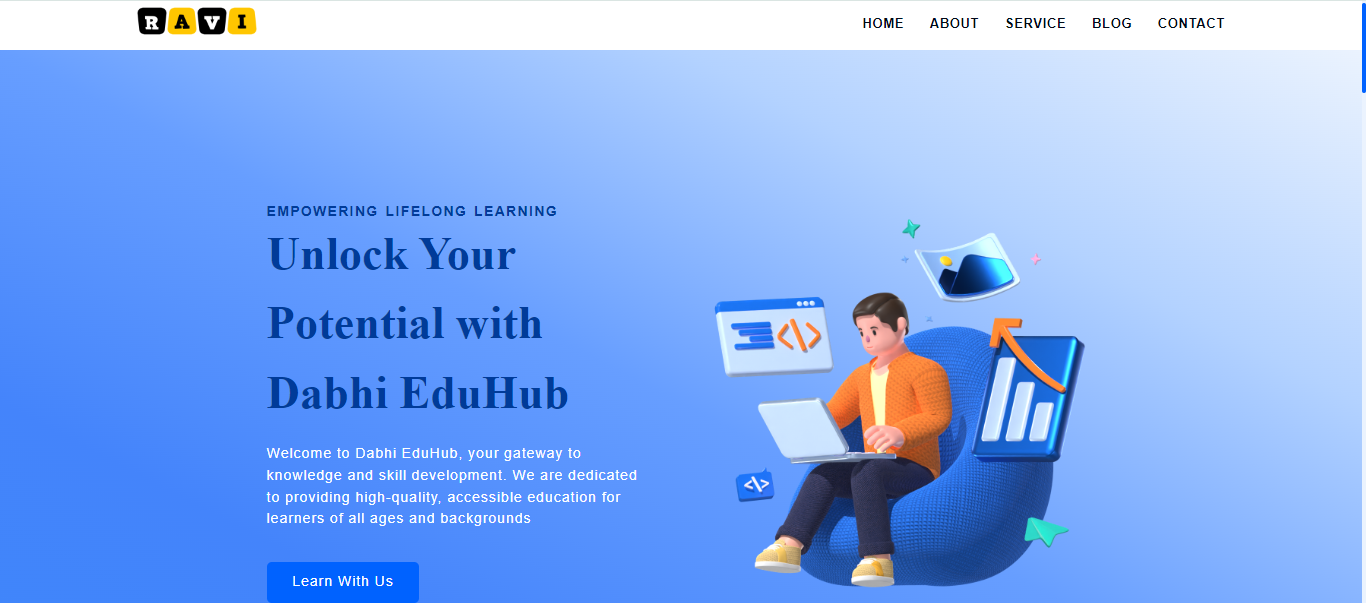 RAVI
HOME ABOUT SERVICE BLOG CONTACT
EMPOWERING LIFELONG LEARNING
Unlock Your
Potential with
Dabhi EduHub
Welcome to Dabhi EduHub, your gateway to
knowledge and skill development. We are dedicated
to providing high-quality, accessible education for
learners of all ages and backgrounds
Learn With Us